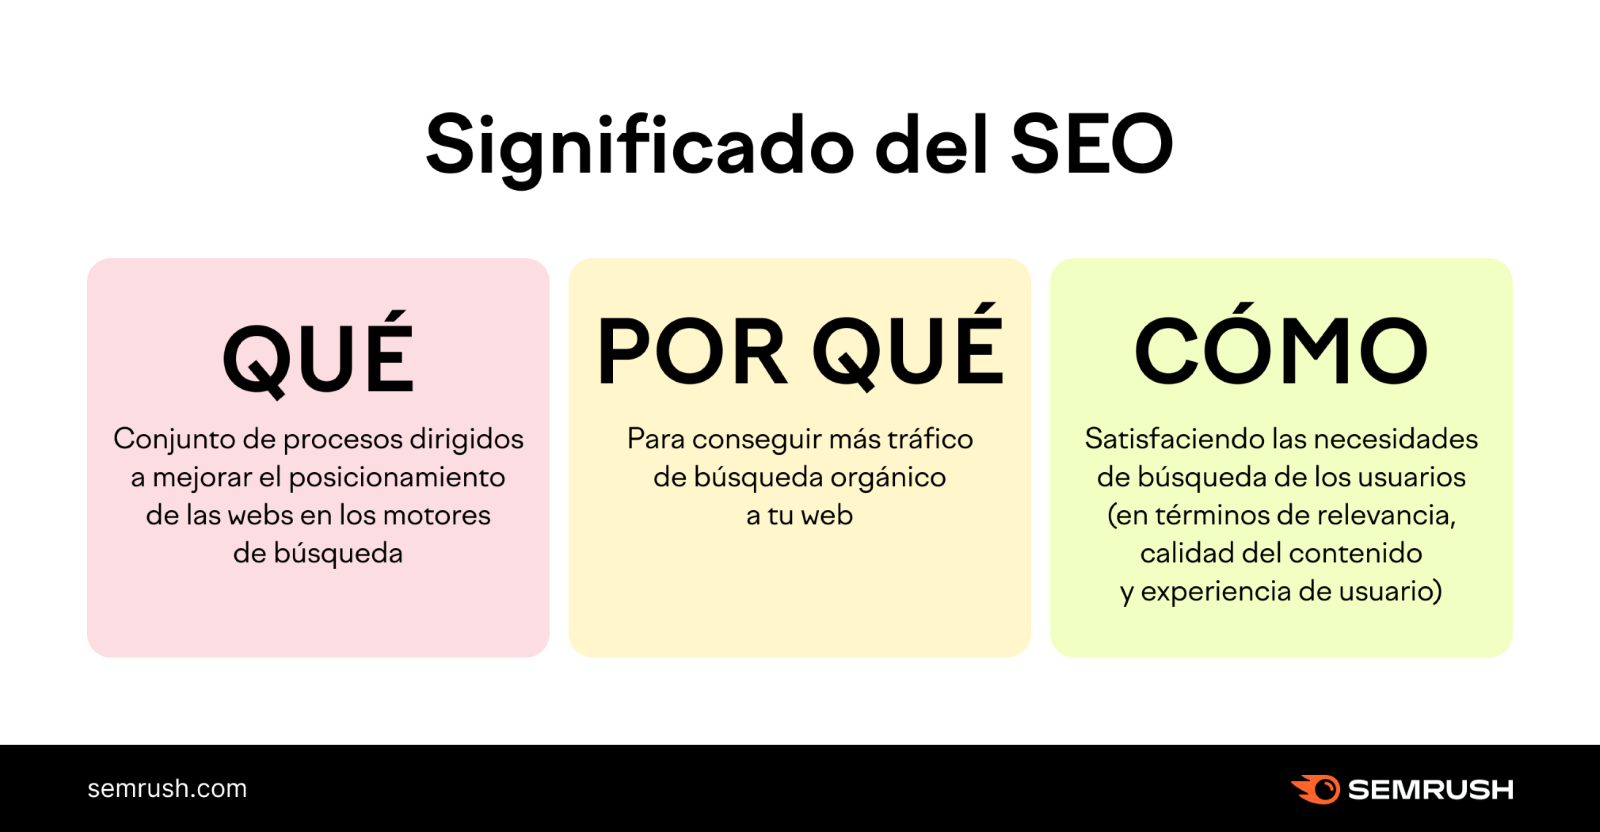 Significado del SEO
QUÉ
Conjunto de procesos dirigidos
a mejorar el posicionamiento
de las webs en los motores
de búsqueda
POR QUÉ
Para conseguir más tráfico
de búsqueda orgánico
a tu web
CÓMO
Satisfaciendo las necesidades
de búsqueda de los usuarios
(en términos de relevancia,
calidad del contenido
y experiencia de usuario)
semrush.com
SEMRUSH